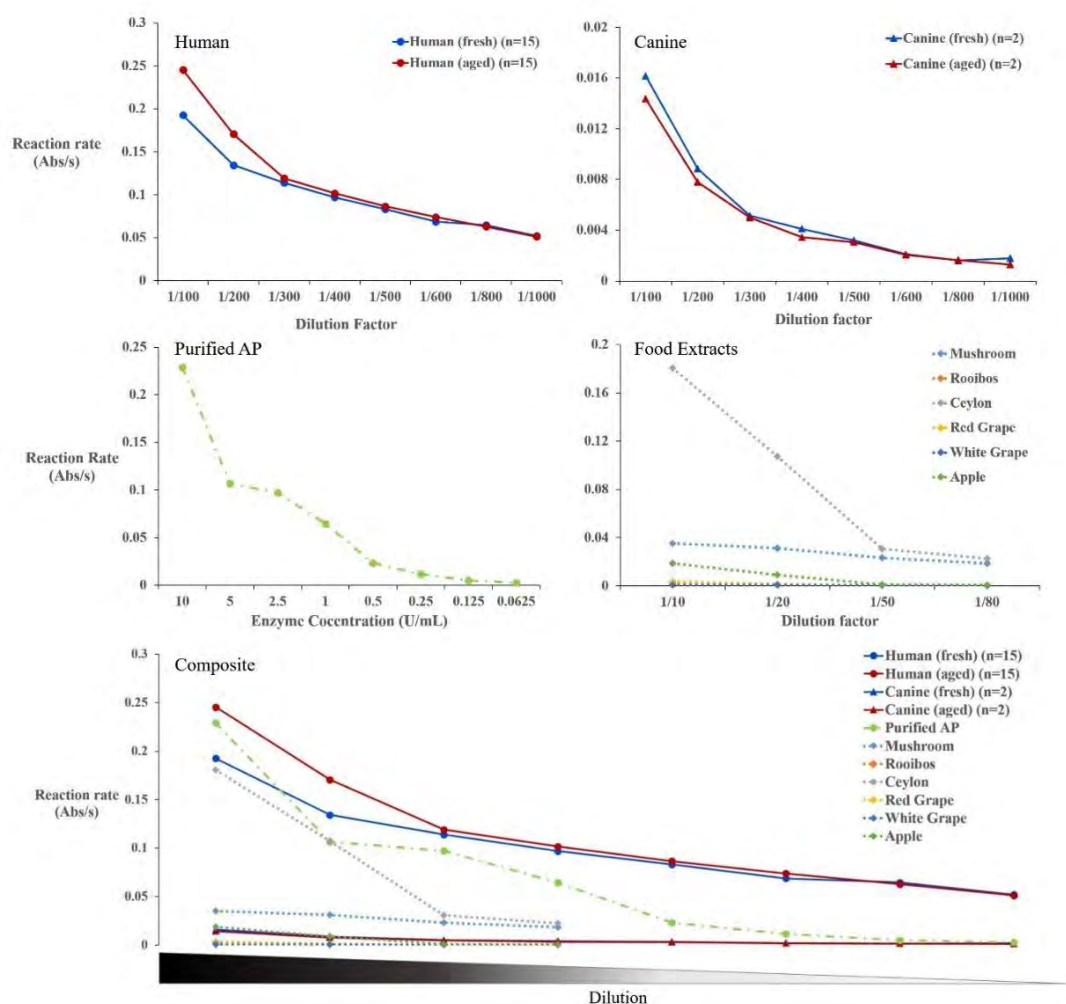 Human
Human (fresh) (n=15)
Human (aged) (n=15)
Reaction rate
(Abs/s)
0.3
0.25
0.2
0.15
0.1
0.05
0
1/100 1/200 1/300 1/400 1/500 1/600 1/800 1/1000
Dilution Factor
Canine
Canine (fresh) (n=2)
Canine (aged) (n=2)
0.02
0.016
0.012
0.008
0.004
0
1/100 1/200 1/300 1/400 1/500 1/600 1/800 1/1000
Dilution factor
Purified AP
Reaction Rate
(Abs/s)
0.25
0.2
0.15
0.1
0.05
0
10 5 2.5 1 0.5 0.25 0.125 0.0625
Enzyme Cocentration (U/mL)
Food Extracts
Mushroom
Rooibos
Ceylon
Red Grape
White Grape
Apple
0.2
0.16
0.12
0.08
0.04
0
1/10 1/20 1/50 1/80
Dilution factor
Composite
Human (fresh) (n=15)
Human (aged) (n=15)
Canine (fresh) (n=2)
Canine (aged) (n=2)
Purified AP
Mushroom
Rooibos
Ceylon
Red Grape
White Grape
Apple
Reaction rate
(Abs/s)
0.3
0.25
0.2
0.15
0.1
0.05
0
Dilution